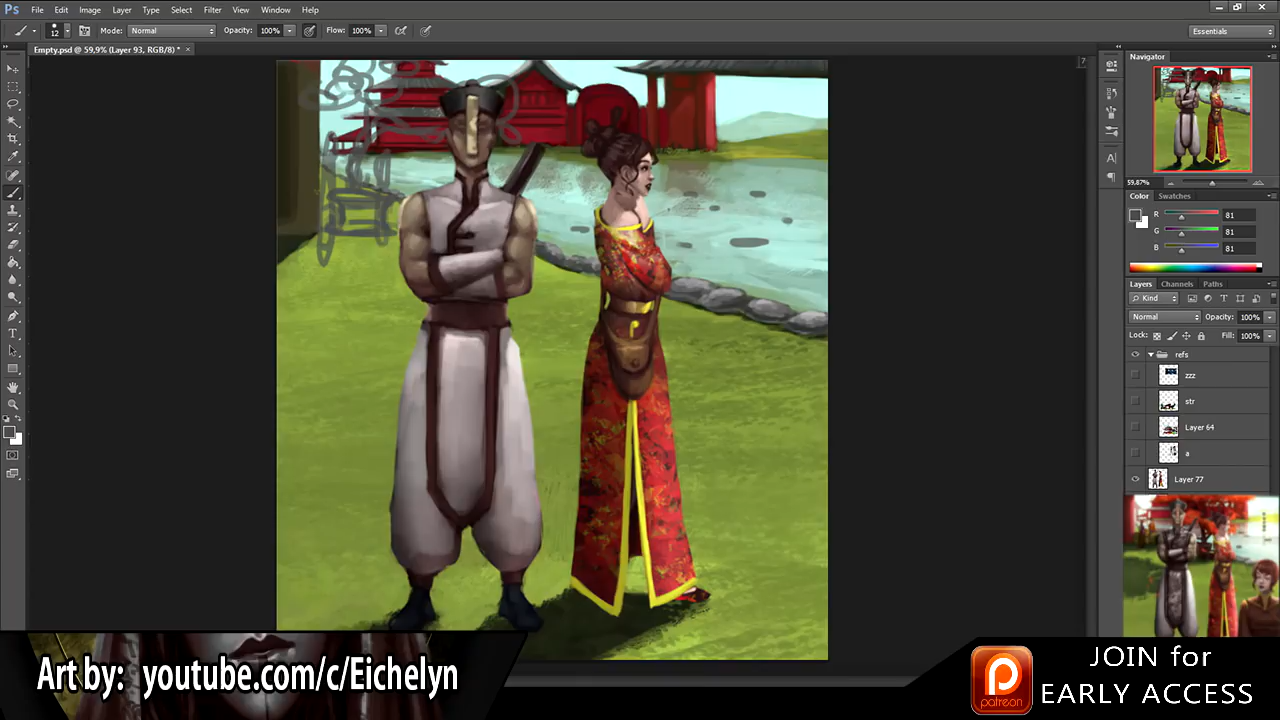 Ps File Edit Image Layer Type Select Filter View Window Help
12 Mode: Normal Opacity: 100% Flow: 100% Essentials
Empty.psd @ 59,9% (Layer 93, RGB/8) * ×
Navigator
59,87%
Color Swatches
R 81
G 81
B 81
Layers Channels Paths
Kind
Normal Opacity: 100%
Lock: Fill: 100%
refs
zzz
str
Layer 64
a
Layer 77
Art by: youtube.com/c/Eichelyn
JOIN for
EARLY ACCESS
patreon